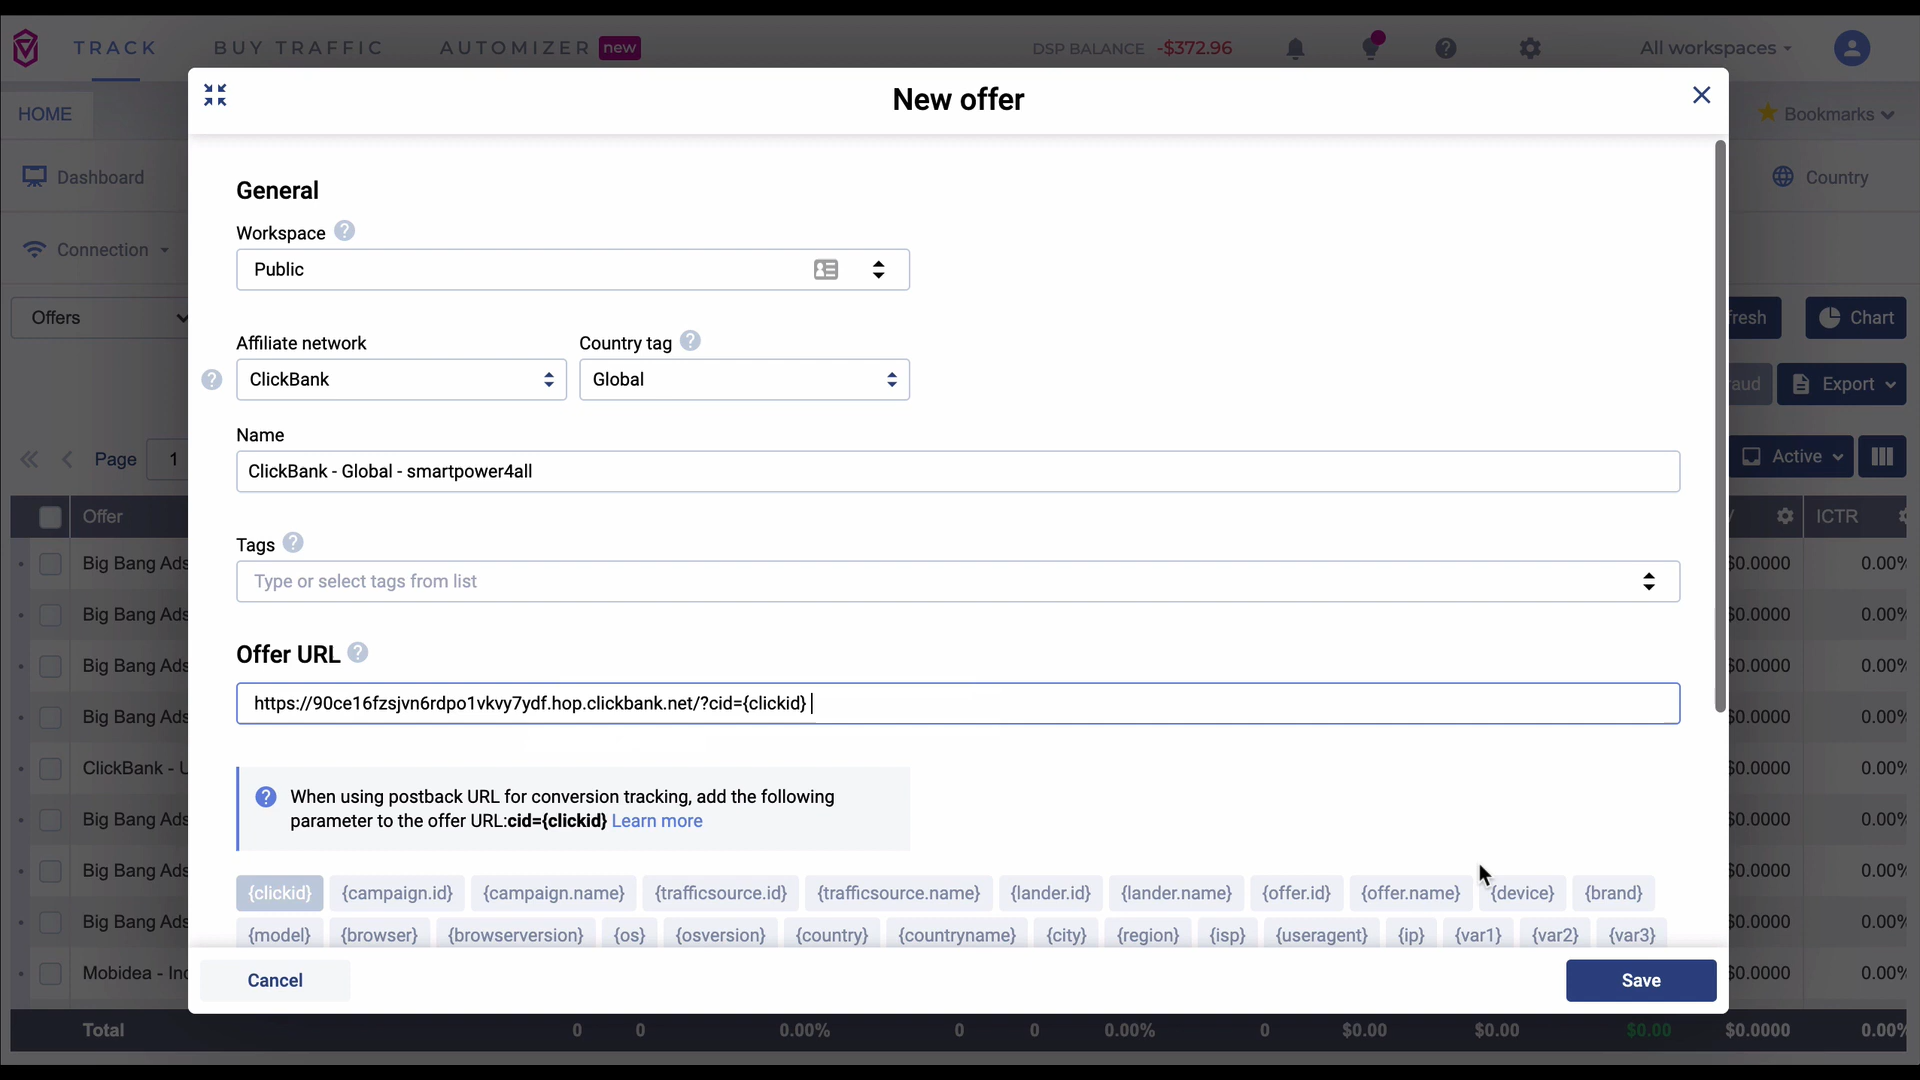 TRACK BUY TRAFFIC AUTOMIZER new DSP BALANCE -$372.96 All workspaces
New offer
HOME Bookmarks
Dashboard Country
General
Workspace
Connection
Public
Offers fresh Chart
Affiliate network Country tag
ClickBank Global
raud Export
Name
Page 1 Active
ClickBank - Global - smartpower4all
Offer ICTR
Tags
Big Bang Ads $0.0000 0.00%
Type or select tags from list
Big Bang Ads $0.0000 0.00%
Offer URL
Big Bang Ads $0.0000 0.00%
https://90ce16fzsjvn6rdpo1vkvy7ydf.hop.clickbank.net/?cid={clickid}
Big Bang Ads $0.0000 0.00%
ClickBank - U $0.0000 0.00%
When using postback URL for conversion tracking, add the following
parameter to the offer URL:cid={clickid} Learn more
Big Bang Ads $0.0000 0.00%
Big Bang Ads $0.0000 0.00%
{clickid} {campaign.id} {campaign.name} {trafficsource.id} {trafficsource.name} {lander.id} {lander.name} {offer.id} {offer.name} {device} {brand}
Big Bang Ads $0.0000 0.00%
{model} {browser} {browserversion} {os} {osversion} {country} {countryname} {city} {region} {isp} {useragent} {ip} {var1} {var2} {var3}
Mobidea - Ind $0.0000 0.00%
Cancel Save
Total 0 0 0.00% 0 0 0.00% 0 $0.00 $0.00 $0.00 $0.0000 0.00%